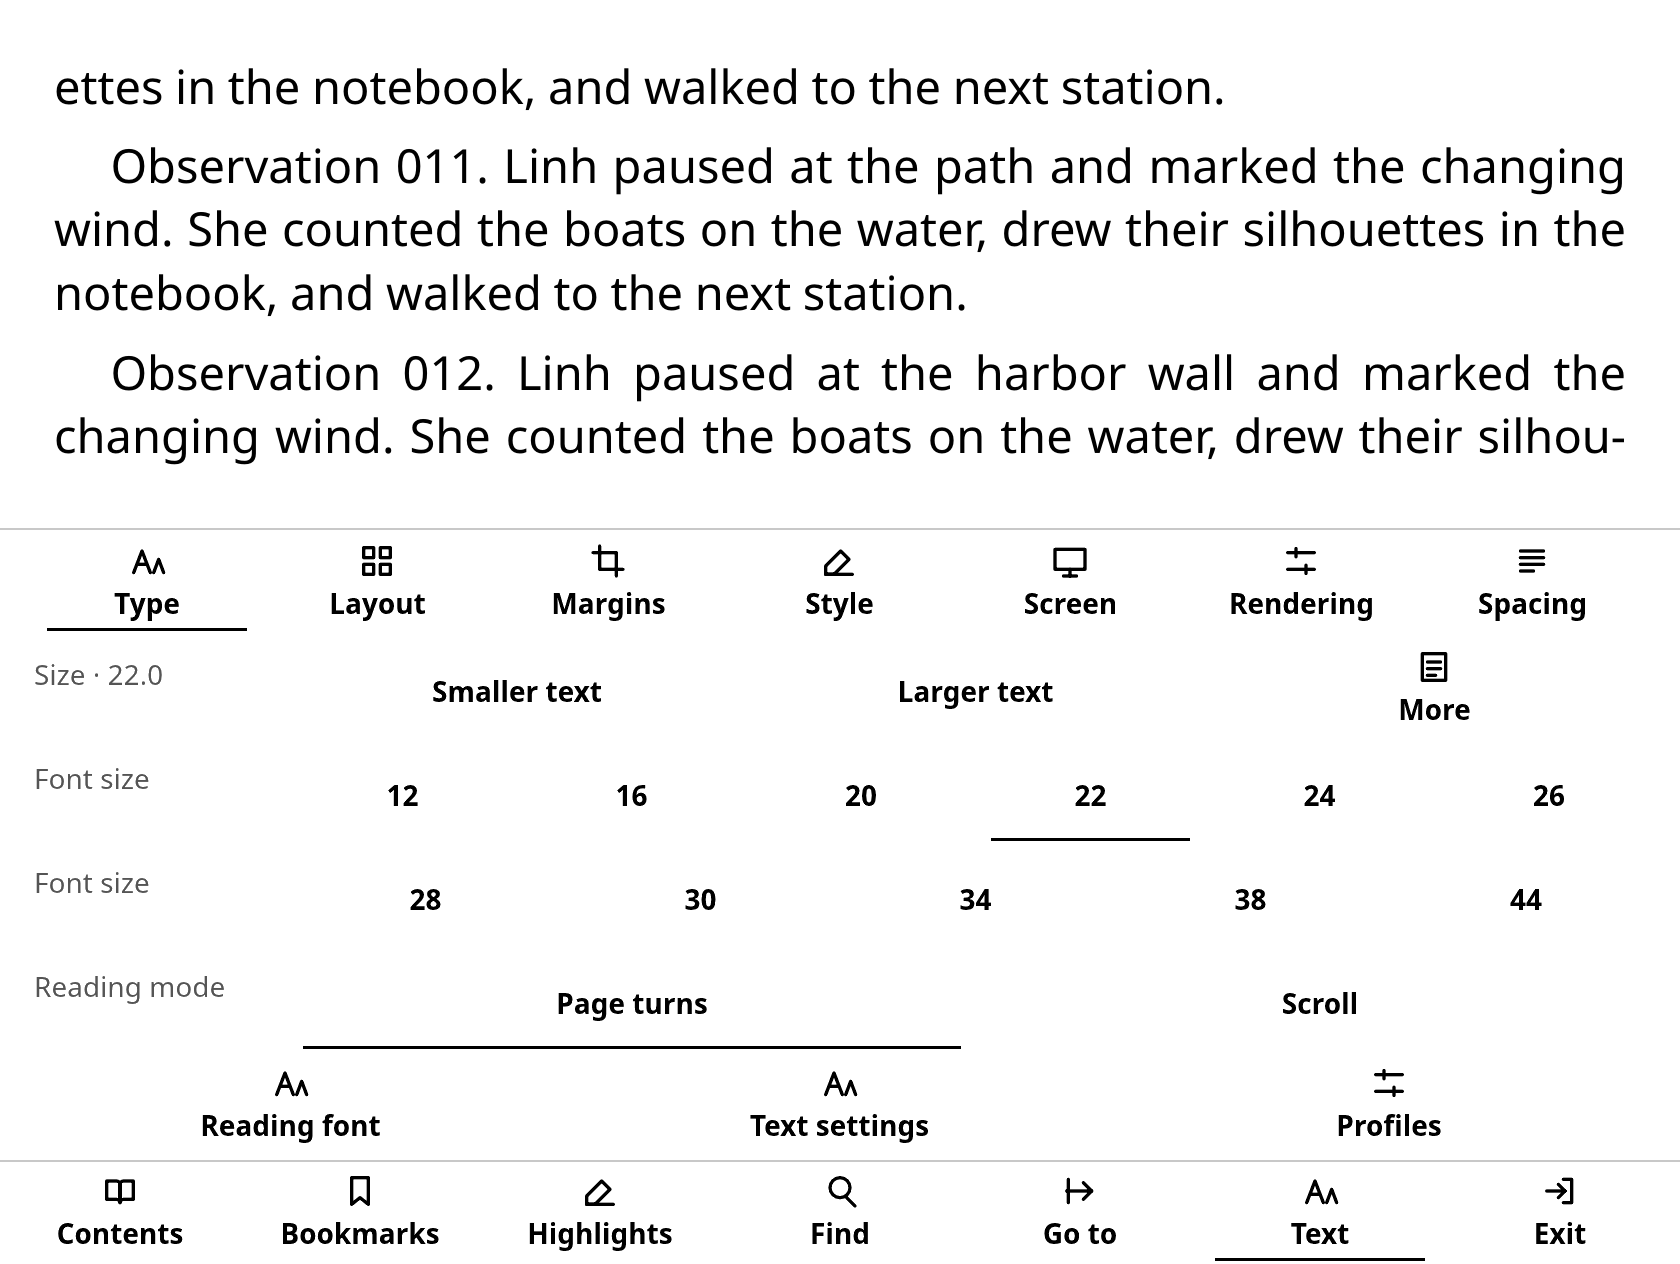 ettes in the notebook, and walked to the next station.
Observation 011. Linh paused at the path and marked the changing
wind. She counted the boats on the water, drew their silhouettes in the
notebook, and walked to the next station.
Observation 012. Linh paused at the harbor wall and marked the
changing wind. She counted the boats on the water, drew their silhou-
Type Layout Margins Style Screen Rendering Spacing
Size · 22.0 Smaller text Larger text More
Font size 12 16 20 22 24 26
Font size 28 30 34 38 44
Reading mode Page turns Scroll
Reading font Text settings Profiles
Contents Bookmarks Highlights Find Go to Text Exit